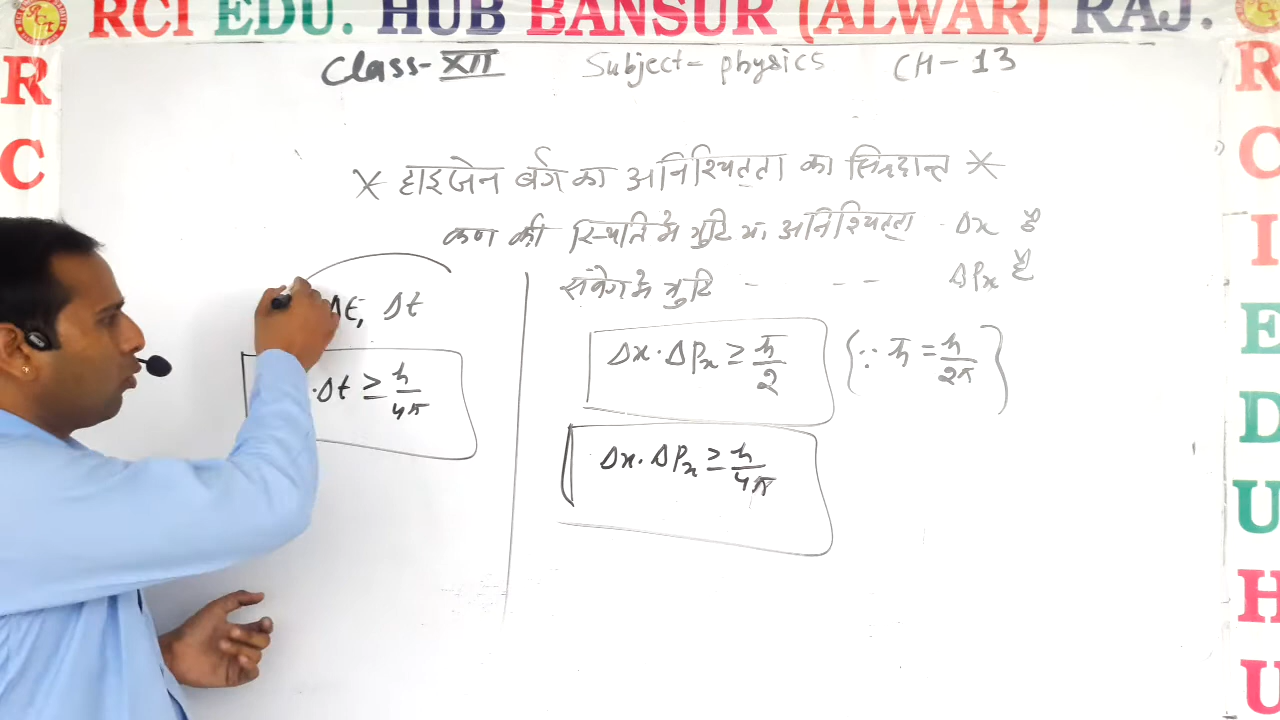 RCI EDU. HUB BANSUR (ALWAR) RAJ.
Class-XII Subject- physics CH-13
* हाइजेन बर्ग का अनिश्चितता का सिद्धान्त *
कण की स्थिति मे त्रुटि या अनिश्चितता Δx है
संवेग मे त्रुटि - - - ΔPx है
Δt, Δt
·Δt ≥ h/4π
Δx·ΔPx ≥ ħ/2 {∵ ħ = h/2π}
Δx·ΔPx ≥ h/4π
R
C
R
C
I
E
D
U
H
U